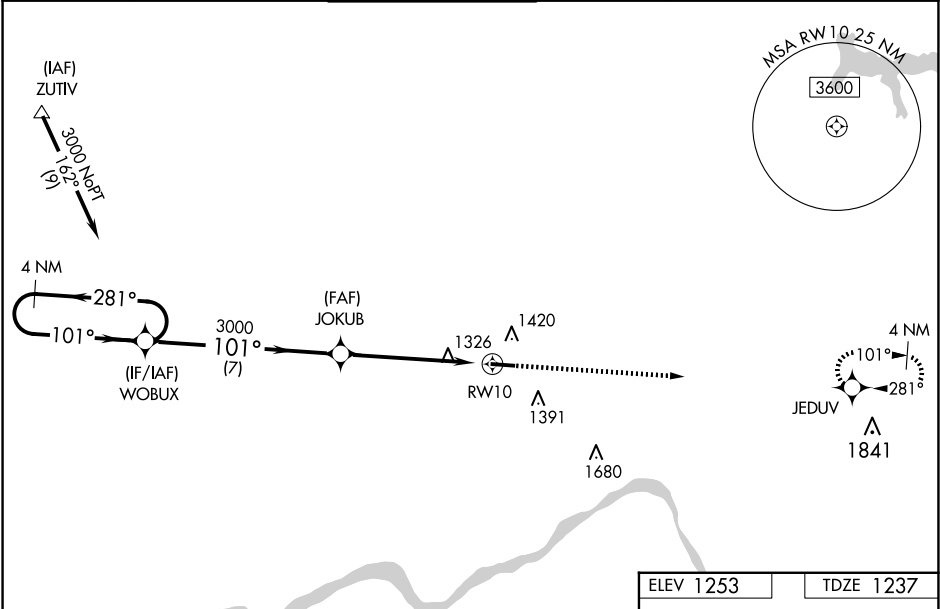 MSA RW10 25 NM
3600
(IAF)
ZUTIV
3000 NoPT
162°
(9)
4 NM
281°
101°
(IF/IAF)
WOBUX
3000
101°
(7)
(FAF)
JOKUB
1326
1420
RW10
1391
1680
4 NM
101°
281°
JEDUV
1841
ELEV 1253
TDZE 1237